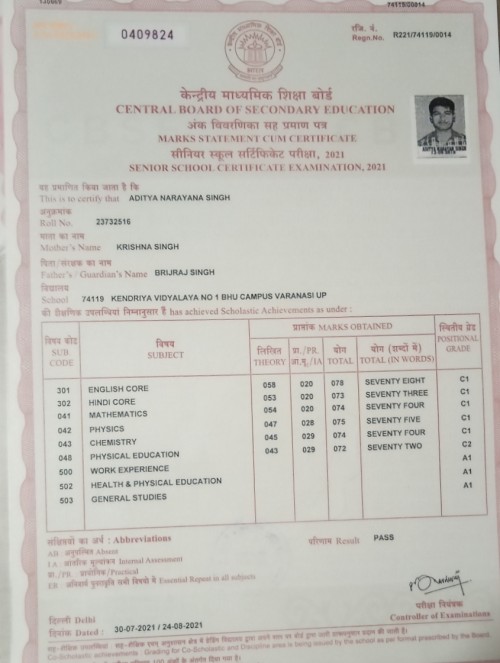 74119/0014
0409824
रजि. नं.
Regn.No. R221/74119/0014
केन्द्रीय माध्यमिक शिक्षा बोर्ड
CENTRAL BOARD OF SECONDARY EDUCATION
अंक विवरणिका सह प्रमाण पत्र
MARKS STATEMENT CUM CERTIFICATE
सीनियर स्कूल सर्टिफिकेट परीक्षा, 2021
SENIOR SCHOOL CERTIFICATE EXAMINATION, 2021
ADITYA NARAYANA SINGH
यह प्रमाणित किया जाता है कि
This is to certify that ADITYA NARAYANA SINGH
अनुक्रमांक
Roll No. 23732516
माता का नाम
Mother's Name KRISHNA SINGH
पिता/संरक्षक का नाम
Father's / Guardian's Name BRIJRAJ SINGH
विद्यालय
School 74119 KENDRIYA VIDYALAYA NO 1 BHU CAMPUS VARANASI UP
की शैक्षणिक उपलब्धियां निम्नानुसार है has achieved Scholastic Achievements as under :
विषय कोड SUB. CODE विषय SUBJECT प्राप्तांक MARKS OBTAINED स्थितीय ग्रेड POSITIONAL GRADE
लिखित THEORY प्रा./PR. आ.मू./IA योग TOTAL योग (शब्दों में) TOTAL (IN WORDS)
301 ENGLISH CORE 058 020 078 SEVENTY EIGHT C1
302 HINDI CORE 053 020 073 SEVENTY THREE C1
041 MATHEMATICS 054 020 074 SEVENTY FOUR C1
042 PHYSICS 047 028 075 SEVENTY FIVE C1
043 CHEMISTRY 045 029 074 SEVENTY FOUR C1
048 PHYSICAL EDUCATION 043 029 072 SEVENTY TWO C2
500 WORK EXPERIENCE A1
502 HEALTH & PHYSICAL EDUCATION A1
503 GENERAL STUDIES A1
संक्षिप्तियों का अर्थ : Abbreviations
परिणाम Result PASS
AB : अनुपस्थित Absent
I A : आंतरिक मूल्यांकन Internal Assessment
प्रा./PR. : प्रायोगिक/Practical
ER : अनिवार्य पुनरावृत्ति सभी विषयों में Essential Repeat in all subjects
दिल्ली Delhi
दिनांक Dated : 30-07-2021 / 24-08-2021
परीक्षा नियंत्रक
Controller of Examinations
Co-Scholastic achievements : Grading for Co-Scholastic and Discipline area is being issued by the school as per format prescribed by the Board.